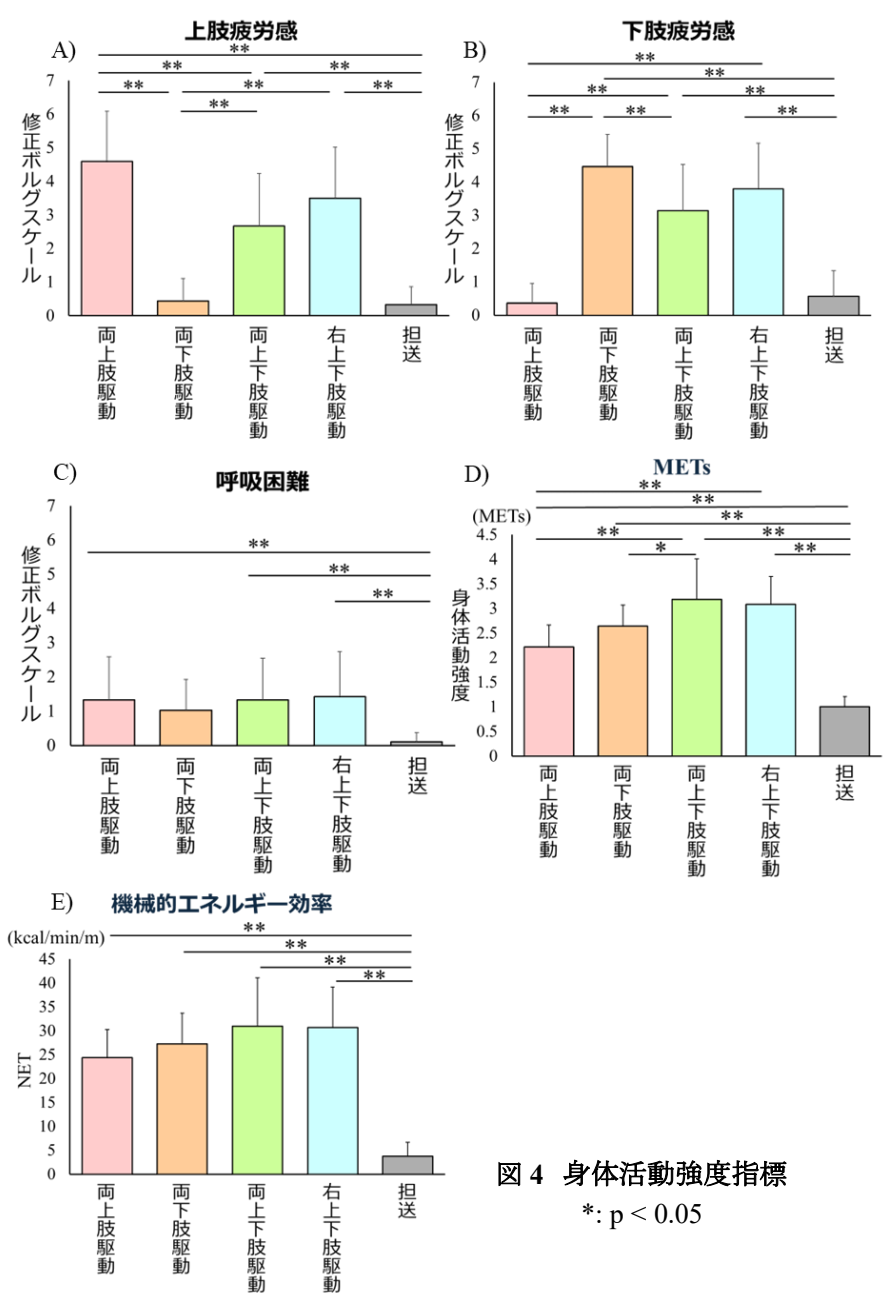 A)
上肢疲労感
**
**
**
**
**
**
**
7
6
5
4
3
2
1
0
修正ボルグスケール
両上肢駆動
両下肢駆動
両上下肢駆動
右上下肢駆動
担送
B)
下肢疲労感
**
**
**
**
**
**
**
7
6
5
4
3
2
1
0
修正ボルグスケール
両上肢駆動
両下肢駆動
両上下肢駆動
右上下肢駆動
担送
C)
呼吸困難
**
**
**
7
6
5
4
3
2
1
0
修正ボルグスケール
両上肢駆動
両下肢駆動
両上下肢駆動
右上下肢駆動
担送
D)
METs
**
**
**
**
**
*
**
(METs)
4.5
4
3.5
3
2.5
2
1.5
1
0.5
0
身体活動強度
両上肢駆動
両下肢駆動
両上下肢駆動
右上下肢駆動
担送
E)
機械的エネルギー効率
**
**
**
**
(kcal/min/m)
45
40
35
30
25
20
15
10
5
0
NET
両上肢駆動
両下肢駆動
両上下肢駆動
右上下肢駆動
担送
図 4 身体活動強度指標
*: p < 0.05